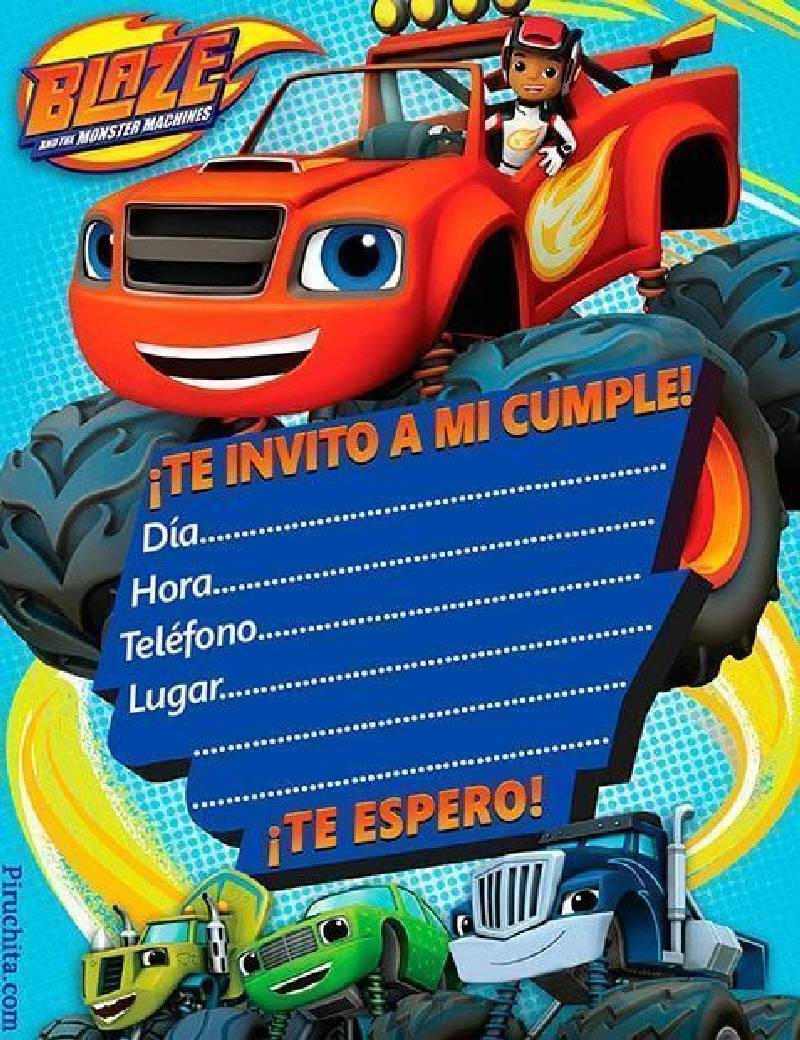 BLAZE
AND THE MONSTER MACHINES
¡TE INVITO A MI CUMPLE!
Día..........................................................
Hora........................................................
Teléfono.................................................
Lugar.......................................................
.......................................................
.......................................................
¡TE ESPERO!
Piruchita.com